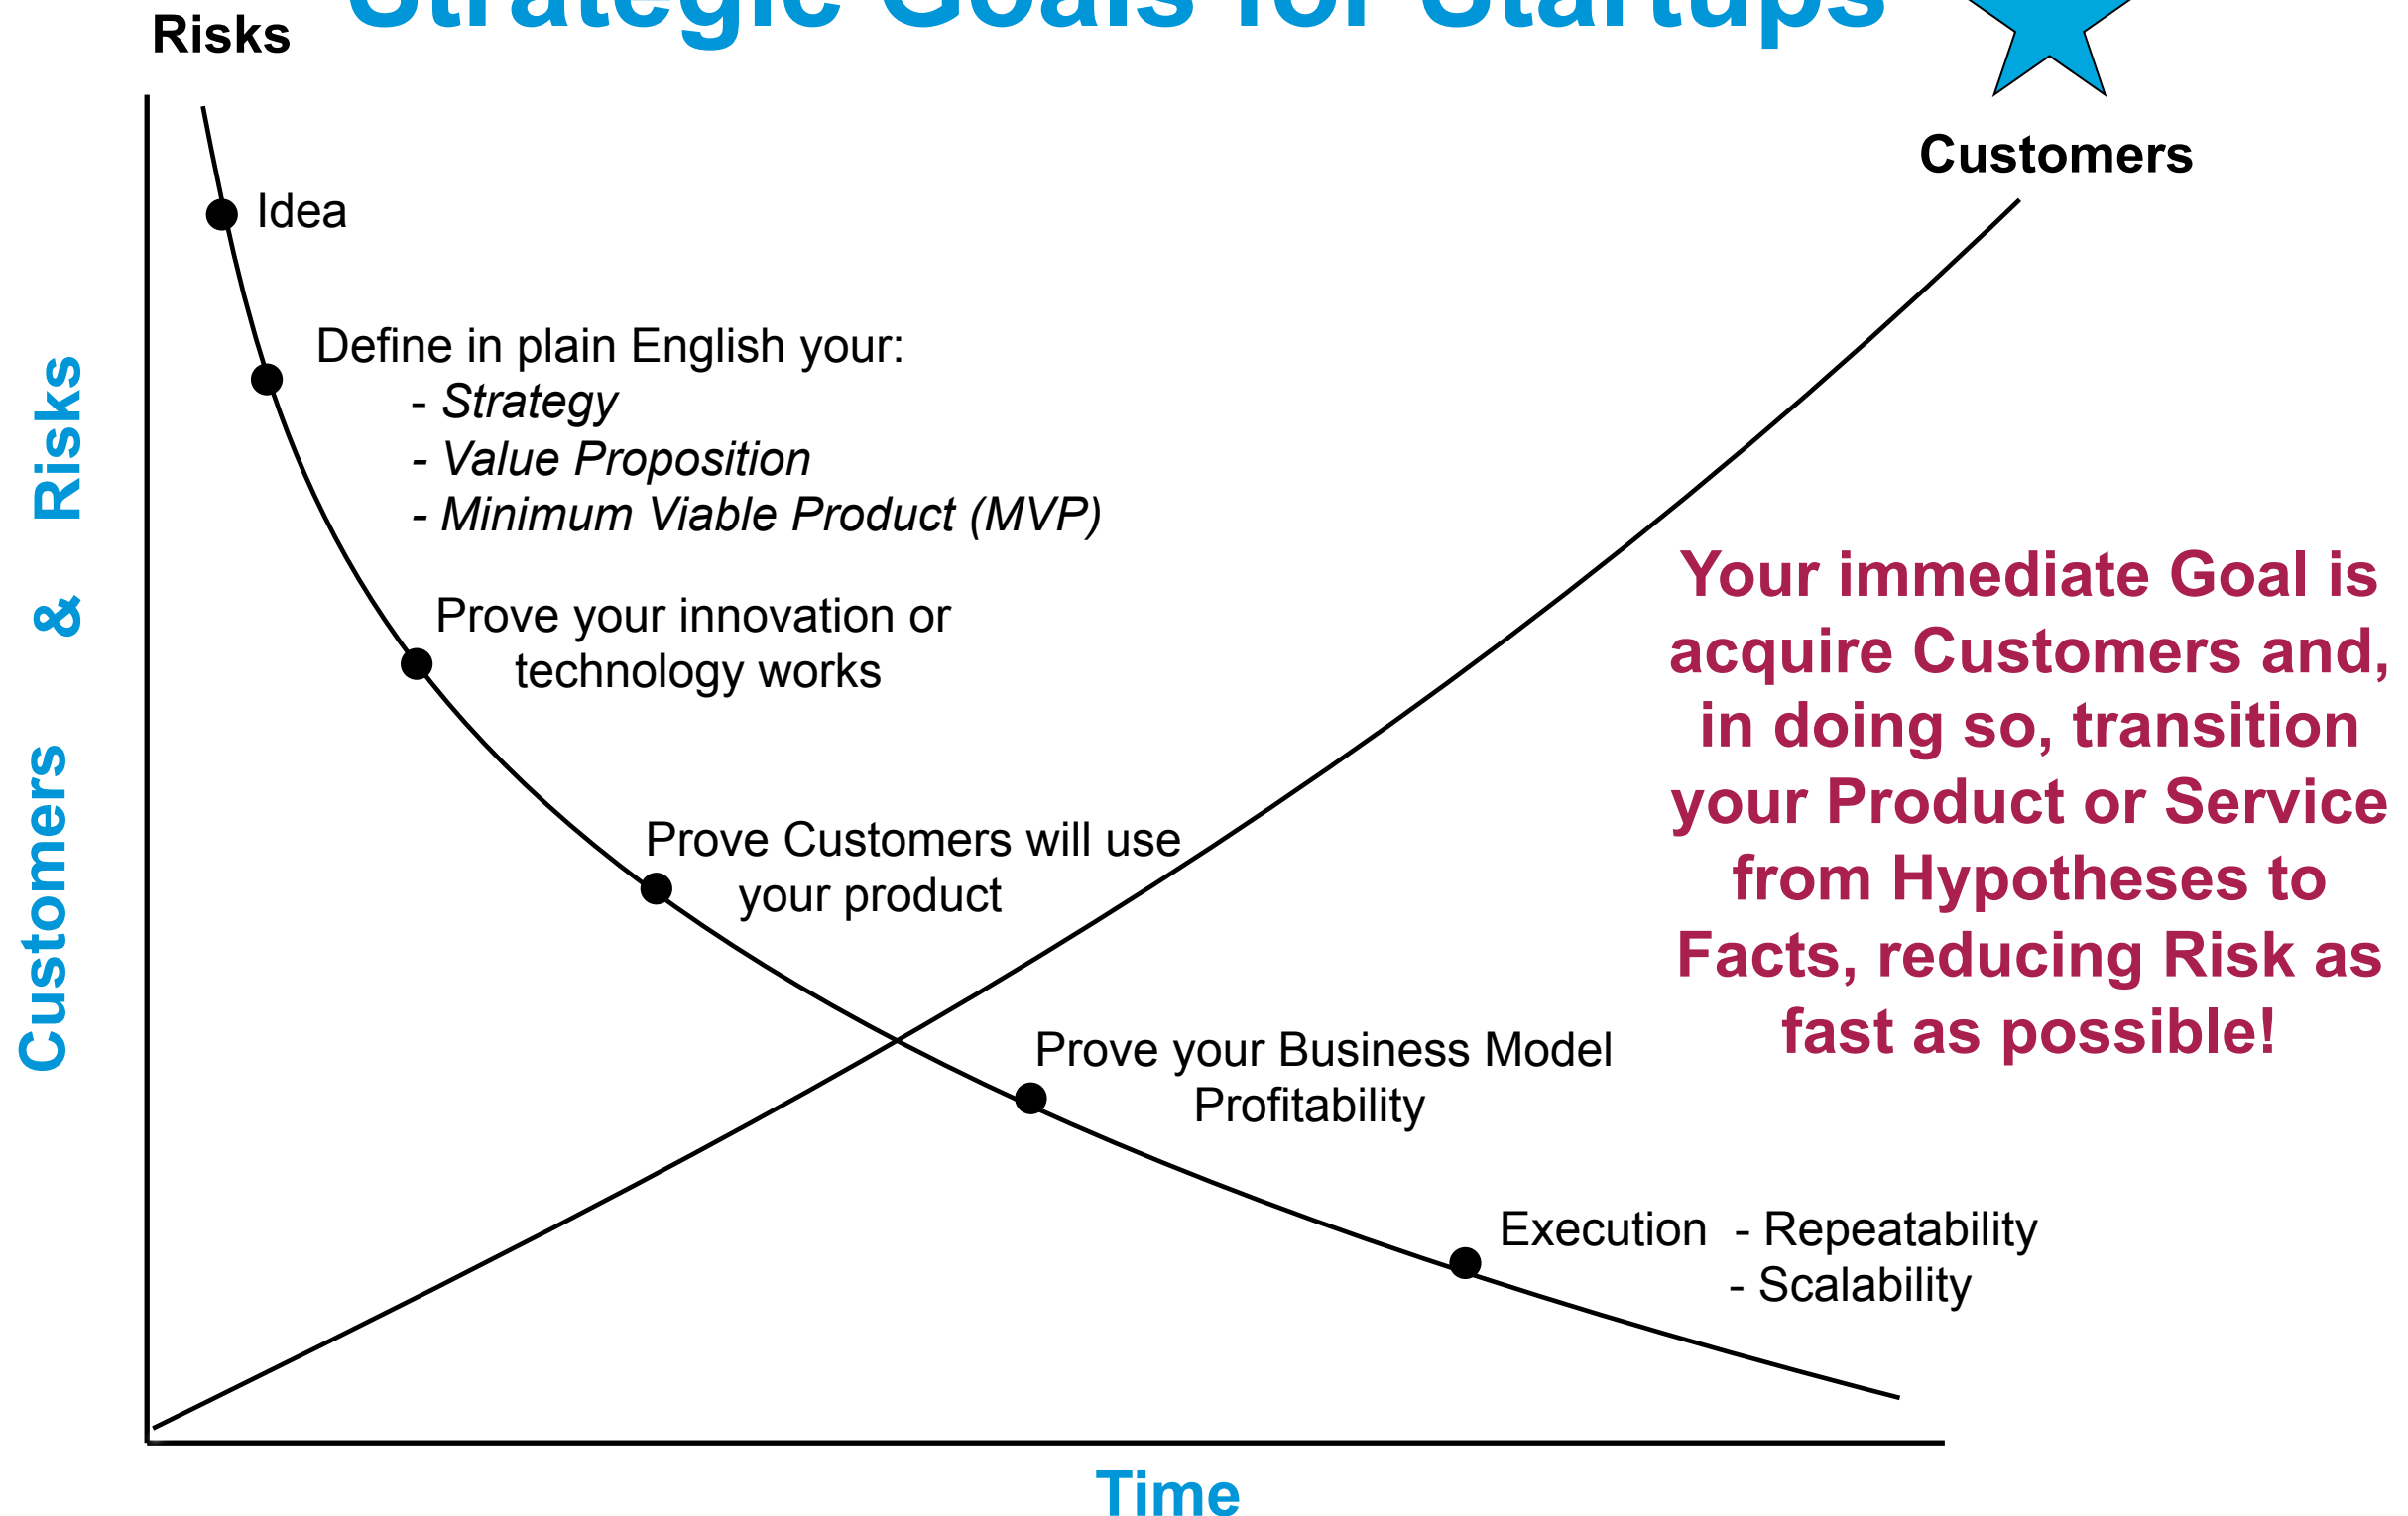 Strategic Goals for Startups
Risks
Customers
Idea
Define in plain English your:
- Strategy
- Value Proposition
- Minimum Viable Product (MVP)
Prove your innovation or
technology works
Prove Customers will use
your product
Prove your Business Model
Profitability
Execution - Repeatability
- Scalability
Your immediate Goal is
acquire Customers and,
in doing so, transition
your Product or Service
from Hypotheses to
Facts, reducing Risk as
fast as possible!
Customers & Risks
Time